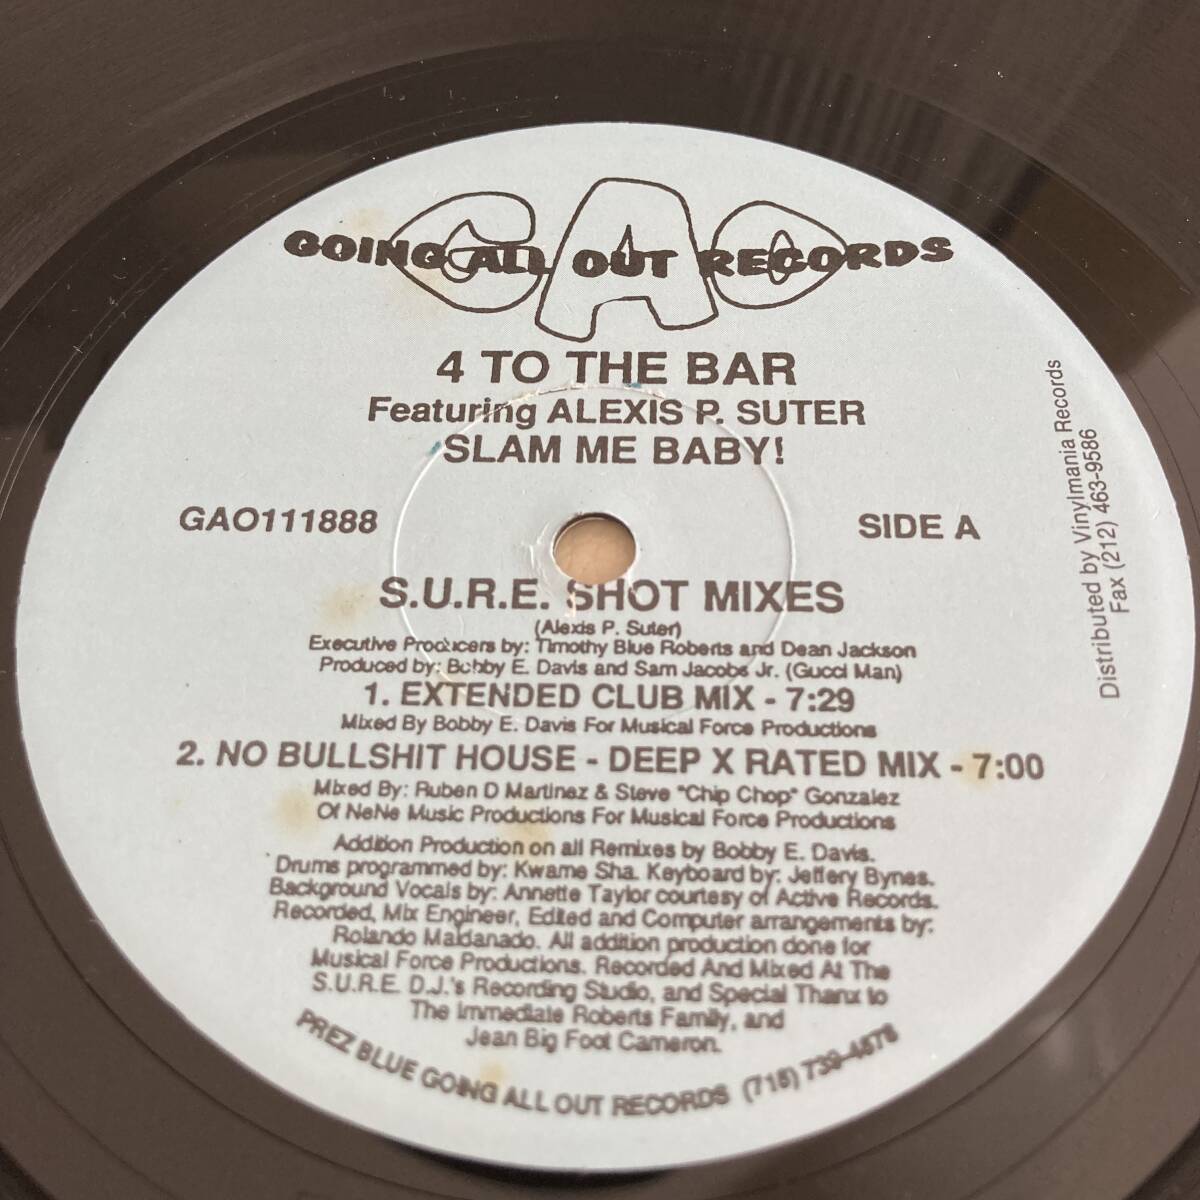 GAO
GOING ALL OUT RECORDS
4 TO THE BAR
Featuring ALEXIS P. SUTER
SLAM ME BABY!
GAO111888
SIDE A
Distributed by Vinylmania Records
Fax (212) 463-9586
S.U.R.E. SHOT MIXES
(Alexis P. Suter)
Executive Producers by: Timothy Blue Roberts and Dean Jackson
Produced by: Bobby E. Davis and Sam Jacobs Jr. (Gucci Man)
1. EXTENDED CLUB MIX - 7:29
Mixed By Bobby E. Davis For Musical Force Productions
2. NO BULLSHIT HOUSE - DEEP X RATED MIX - 7:00
Mixed By: Ruben D Martinez & Steve "Chip Chop" Gonzalez
Of NeNe Music Productions For Musical Force Productions
Addition Production on all Remixes by Bobby E. Davis.
Drums programmed by: Kwame Sha. Keyboard by: Jeffery Bynes.
Background Vocals by: Annette Taylor courtesy of Active Records.
Recorded, Mix Engineer, Edited and Computer arrangements by:
Rolando Maldanado. All addition production done for
Musical Force Productions. Recorded And Mixed At The
S.U.R.E. D.J.'s Recording Studio, and Special Thanx to
The Immediate Roberts Family, and
Jean Big Foot Cameron.
PREZ BLUE GOING ALL OUT RECORDS (718)